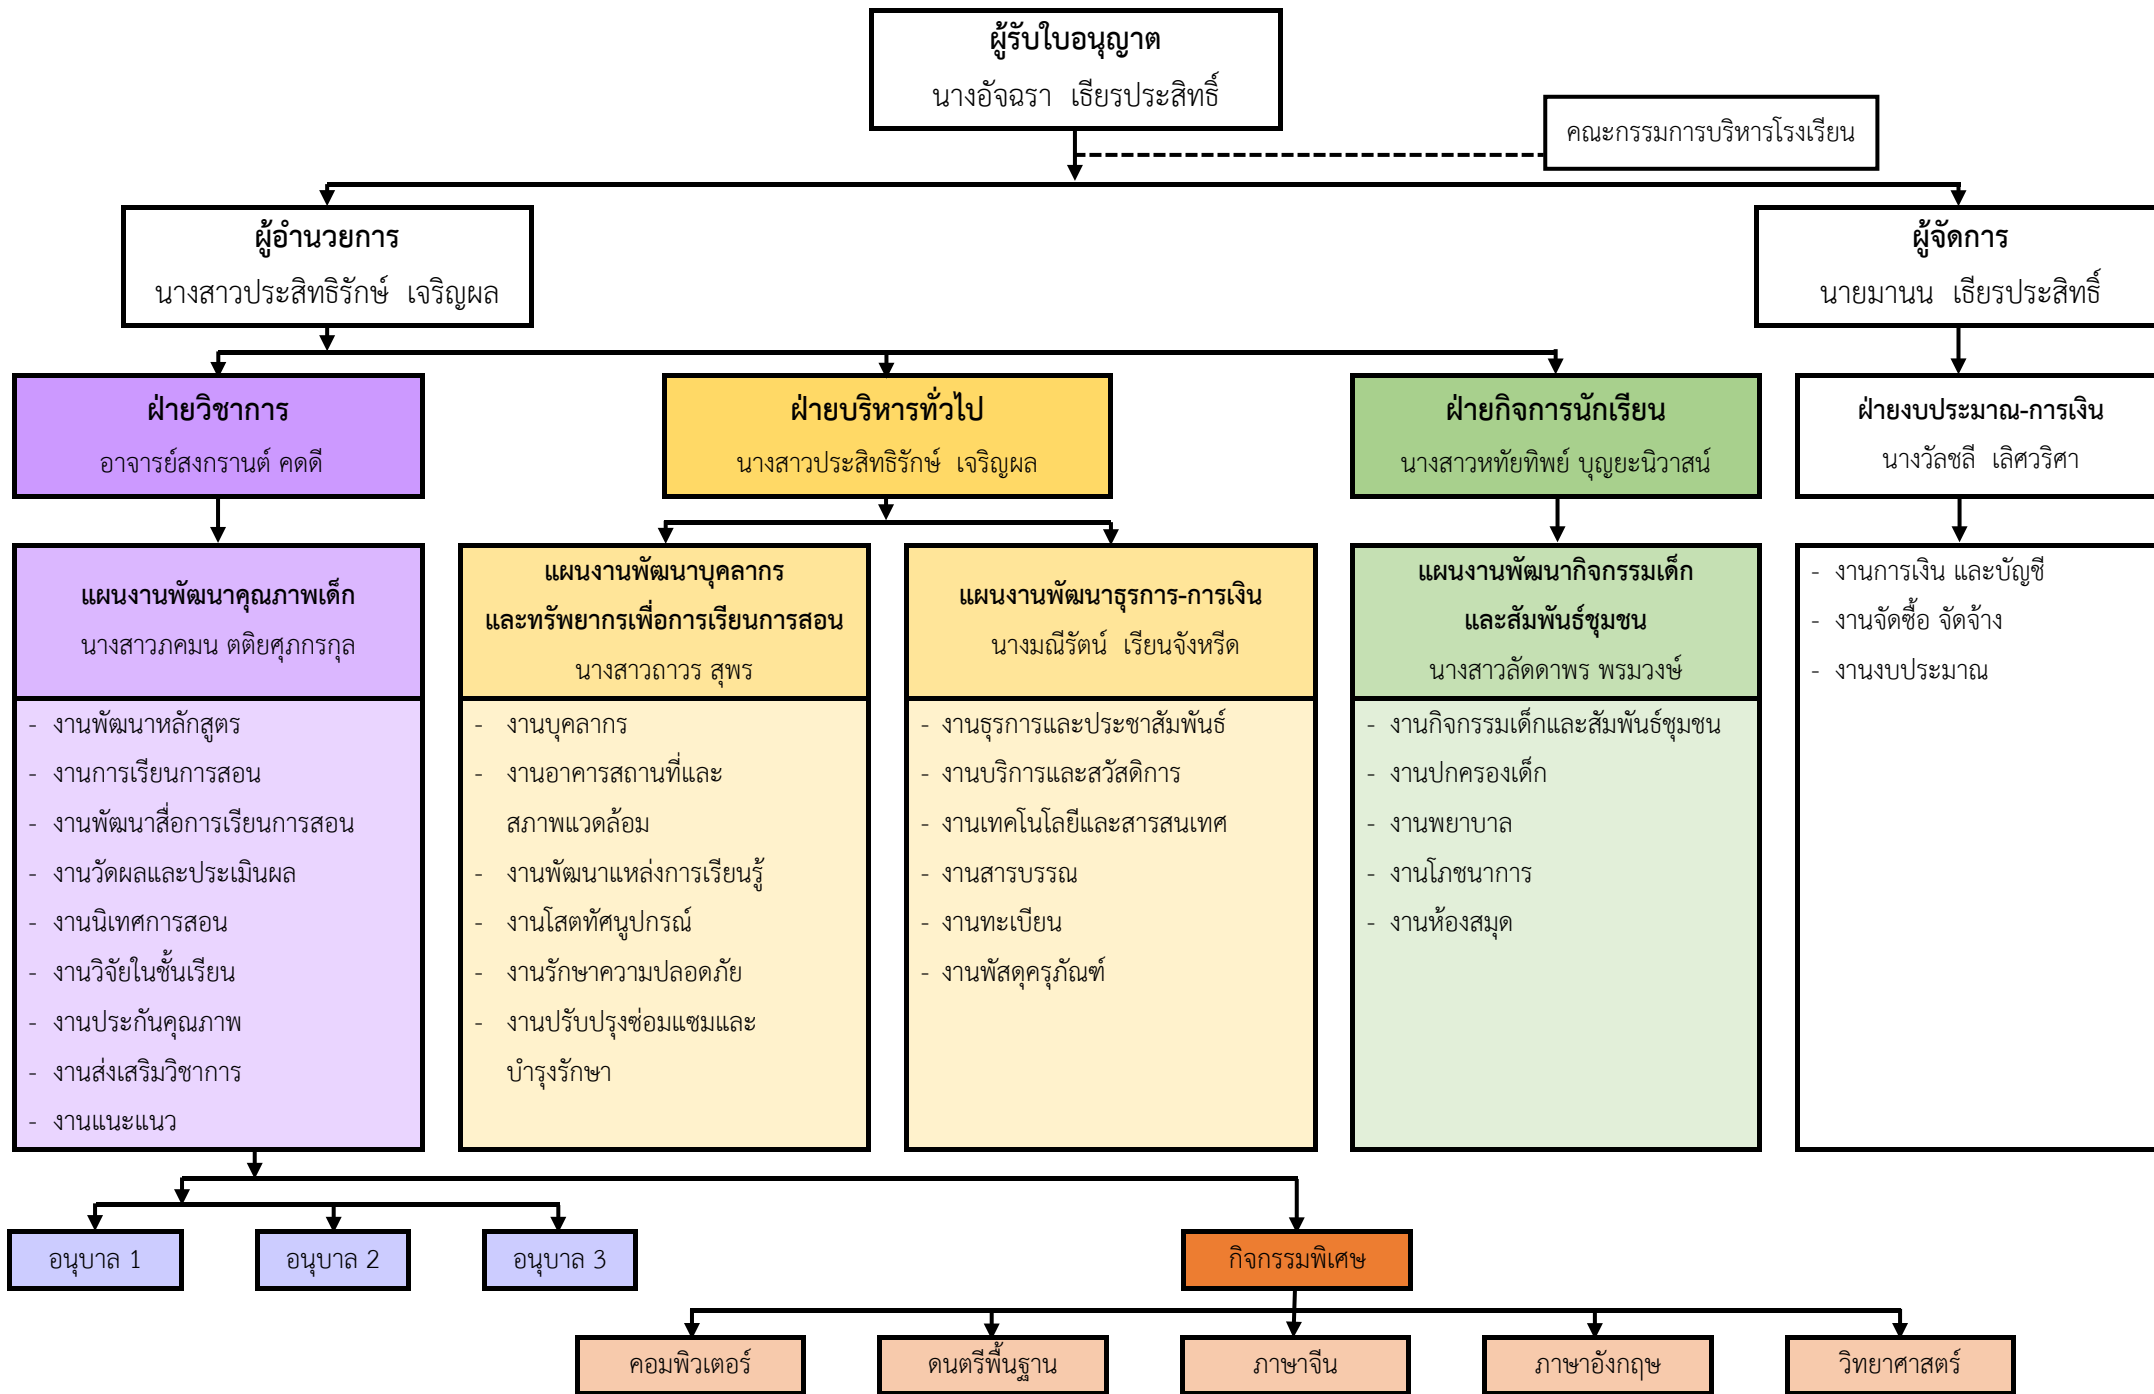 ผู้รับใบอนุญาต
นางอัจฉรา เธียรประสิทธิ์
คณะกรรมการบริหารโรงเรียน
ผู้อำนวยการ
นางสาวประสิทธิรักษ์ เจริญผล
ผู้จัดการ
นายมานน เธียรประสิทธิ์
ฝ่ายวิชาการ
อาจารย์สงกรานต์ คดดี
ฝ่ายบริหารทั่วไป
นางสาวประสิทธิรักษ์ เจริญผล
ฝ่ายกิจการนักเรียน
นางสาวหทัยทิพย์ บุญยะนิวาสน์
ฝ่ายงบประมาณ-การเงิน
นางวัลชลี เลิศวริศา
แผนงานพัฒนาคุณภาพเด็ก
นางสาวภคมน ตติยศุภกรกุล
- งานพัฒนาหลักสูตร
- งานการเรียนการสอน
- งานพัฒนาสื่อการเรียนการสอน
- งานวัดผลและประเมินผล
- งานนิเทศการสอน
- งานวิจัยในชั้นเรียน
- งานประกันคุณภาพ
- งานส่งเสริมวิชาการ
- งานแนะแนว
แผนงานพัฒนาบุคลากร
และทรัพยากรเพื่อการเรียนการสอน
นางสาวถาวร สุพร
- งานบุคลากร
- งานอาคารสถานที่และ
สภาพแวดล้อม
- งานพัฒนาแหล่งการเรียนรู้
- งานโสตทัศนูปกรณ์
- งานรักษาความปลอดภัย
- งานปรับปรุงซ่อมแซมและ
บำรุงรักษา
แผนงานพัฒนาธุรการ-การเงิน
นางมณีรัตน์ เรียนจังหรีด
- งานธุรการและประชาสัมพันธ์
- งานบริการและสวัสดิการ
- งานเทคโนโลยีและสารสนเทศ
- งานสารบรรณ
- งานทะเบียน
- งานพัสดุครุภัณฑ์
แผนงานพัฒนากิจกรรมเด็ก
และสัมพันธ์ชุมชน
นางสาวลัดดาพร พรมวงษ์
- งานกิจกรรมเด็กและสัมพันธ์ชุมชน
- งานปกครองเด็ก
- งานพยาบาล
- งานโภชนาการ
- งานห้องสมุด
- งานการเงิน และบัญชี
- งานจัดซื้อ จัดจ้าง
- งานงบประมาณ
อนุบาล 1
อนุบาล 2
อนุบาล 3
กิจกรรมพิเศษ
คอมพิวเตอร์
ดนตรีพื้นฐาน
ภาษาจีน
ภาษาอังกฤษ
วิทยาศาสตร์